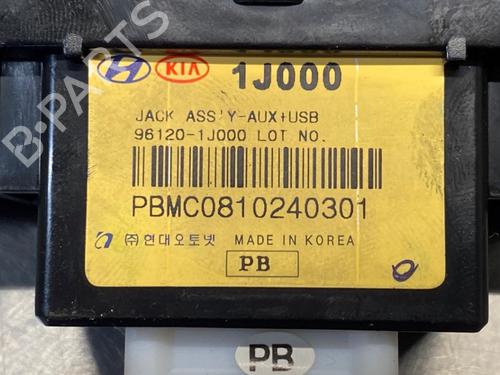 KIA 1J000
JACK ASS'Y-AUX+USB
96120-1J000 LOT NO.
PBMC0810240301
(주)현대오토넷 MADE IN KOREA
PB
PB
B-PARTS